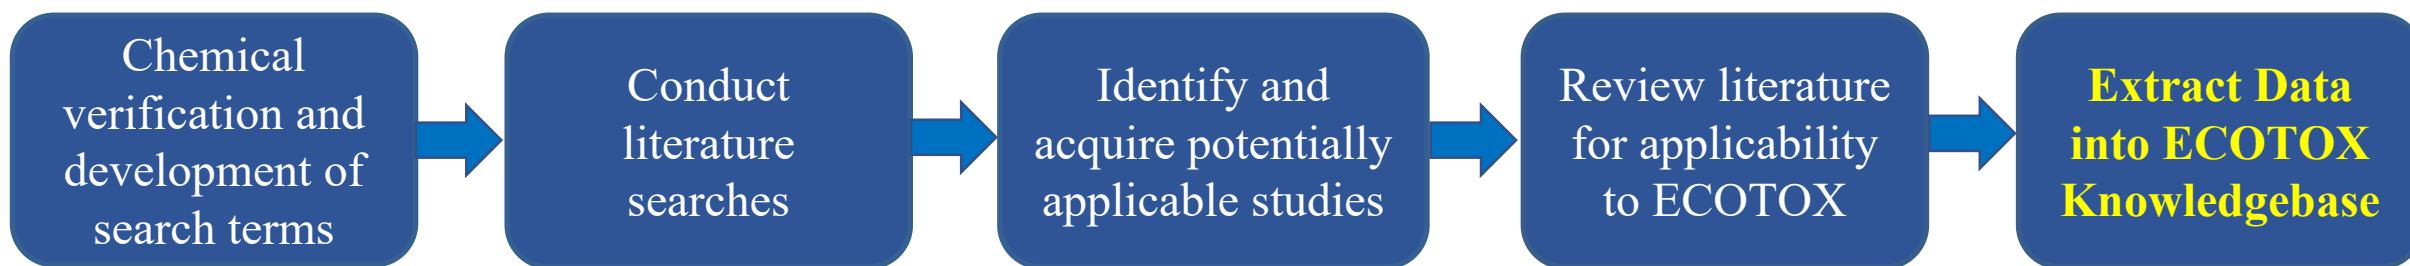 Chemical
verification and
development of
search terms
Conduct
literature
searches
Identify and
acquire potentially
applicable studies
Review literature
for applicability
to ECOTOX
Extract Data
into ECOTOX
Knowledgebase